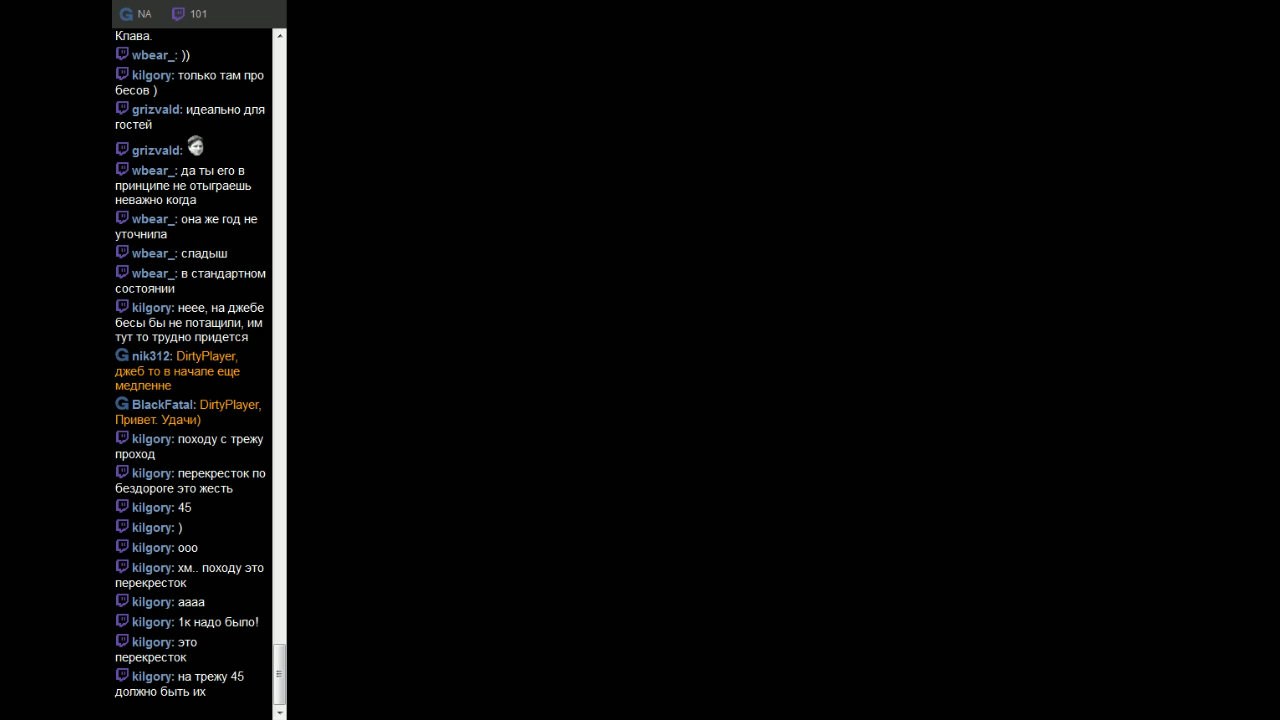 NA 101
Клава.
wbear_: ))
kilgory: только там про
бесов )
grizvald: идеально для
гостей
grizvald:
wbear_: да ты его в
принципе не отыграешь
неважно когда
wbear_: она же год не
уточнила
wbear_: сладыш
wbear_: в стандартном
состоянии
kilgory: неее, на джебе
бесы бы не потащили, им
тут то трудно придется
nik312: DirtyPlayer,
джеб то в начале еще
медленне
BlackFatal: DirtyPlayer,
Привет. Удачи)
kilgory: походу с трежу
проход
kilgory: перекресток по
бездороге это жесть
kilgory: 45
kilgory: )
kilgory: ооо
kilgory: хм.. походу это
перекресток
kilgory: аааа
kilgory: 1к надо было!
kilgory: это
перекресток
kilgory: на трежу 45
должно быть их